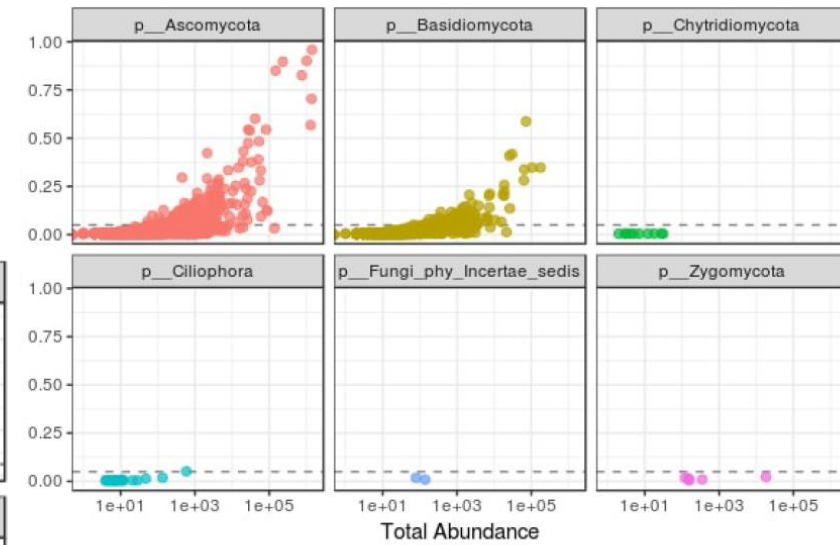 p__Ascomycota
p__Basidiomycota
p__Chytridiomycota
1.00
0.75
0.50
0.25
0.00
p__Ciliophora
p__Fungi_phy_Incertae_sedis
p__Zygomycota
1.00
0.75
0.50
0.25
0.00
1e+01 1e+03 1e+05
1e+01 1e+03 1e+05
1e+01 1e+03 1e+05
Total Abundance